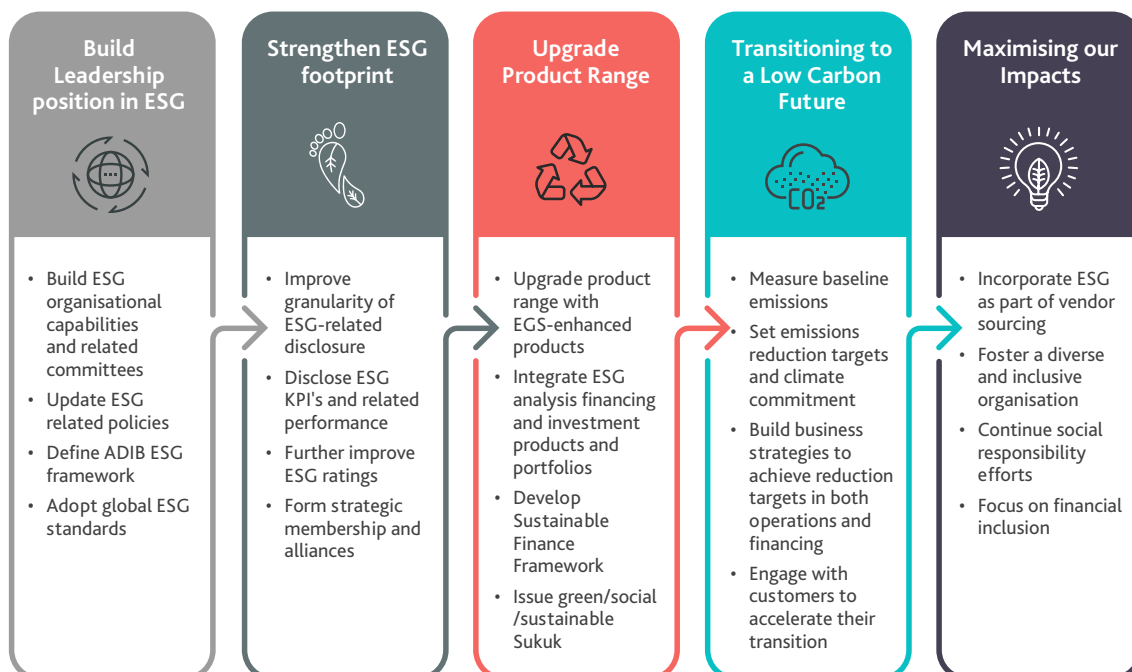 Build
Leadership
position in ESG
• Build ESG
organisational
capabilities
and related
committees
• Update ESG
related policies
• Define ADIB ESG
framework
• Adopt global ESG
standards
Strengthen ESG
footprint
• Improve
granularity of
ESG-related
disclosure
• Disclose ESG
KPI's and related
performance
• Further improve
ESG ratings
• Form strategic
membership and
alliances
Upgrade
Product Range
• Upgrade product
range with
EGS-enhanced
products
• Integrate ESG
analysis financing
and investment
products and
portfolios
• Develop
Sustainable
Finance
Framework
• Issue green/social
/sustainable
Sukuk
Transitioning to
a Low Carbon
Future
CO2
• Measure baseline
emissions
• Set emissions
reduction targets
and climate
commitment
• Build business
strategies to
achieve reduction
targets in both
operations and
financing
• Engage with
customers to
accelerate their
transition
Maximising our
Impacts
• Incorporate ESG
as part of vendor
sourcing
• Foster a diverse
and inclusive
organisation
• Continue social
responsibility
efforts
• Focus on financial
inclusion